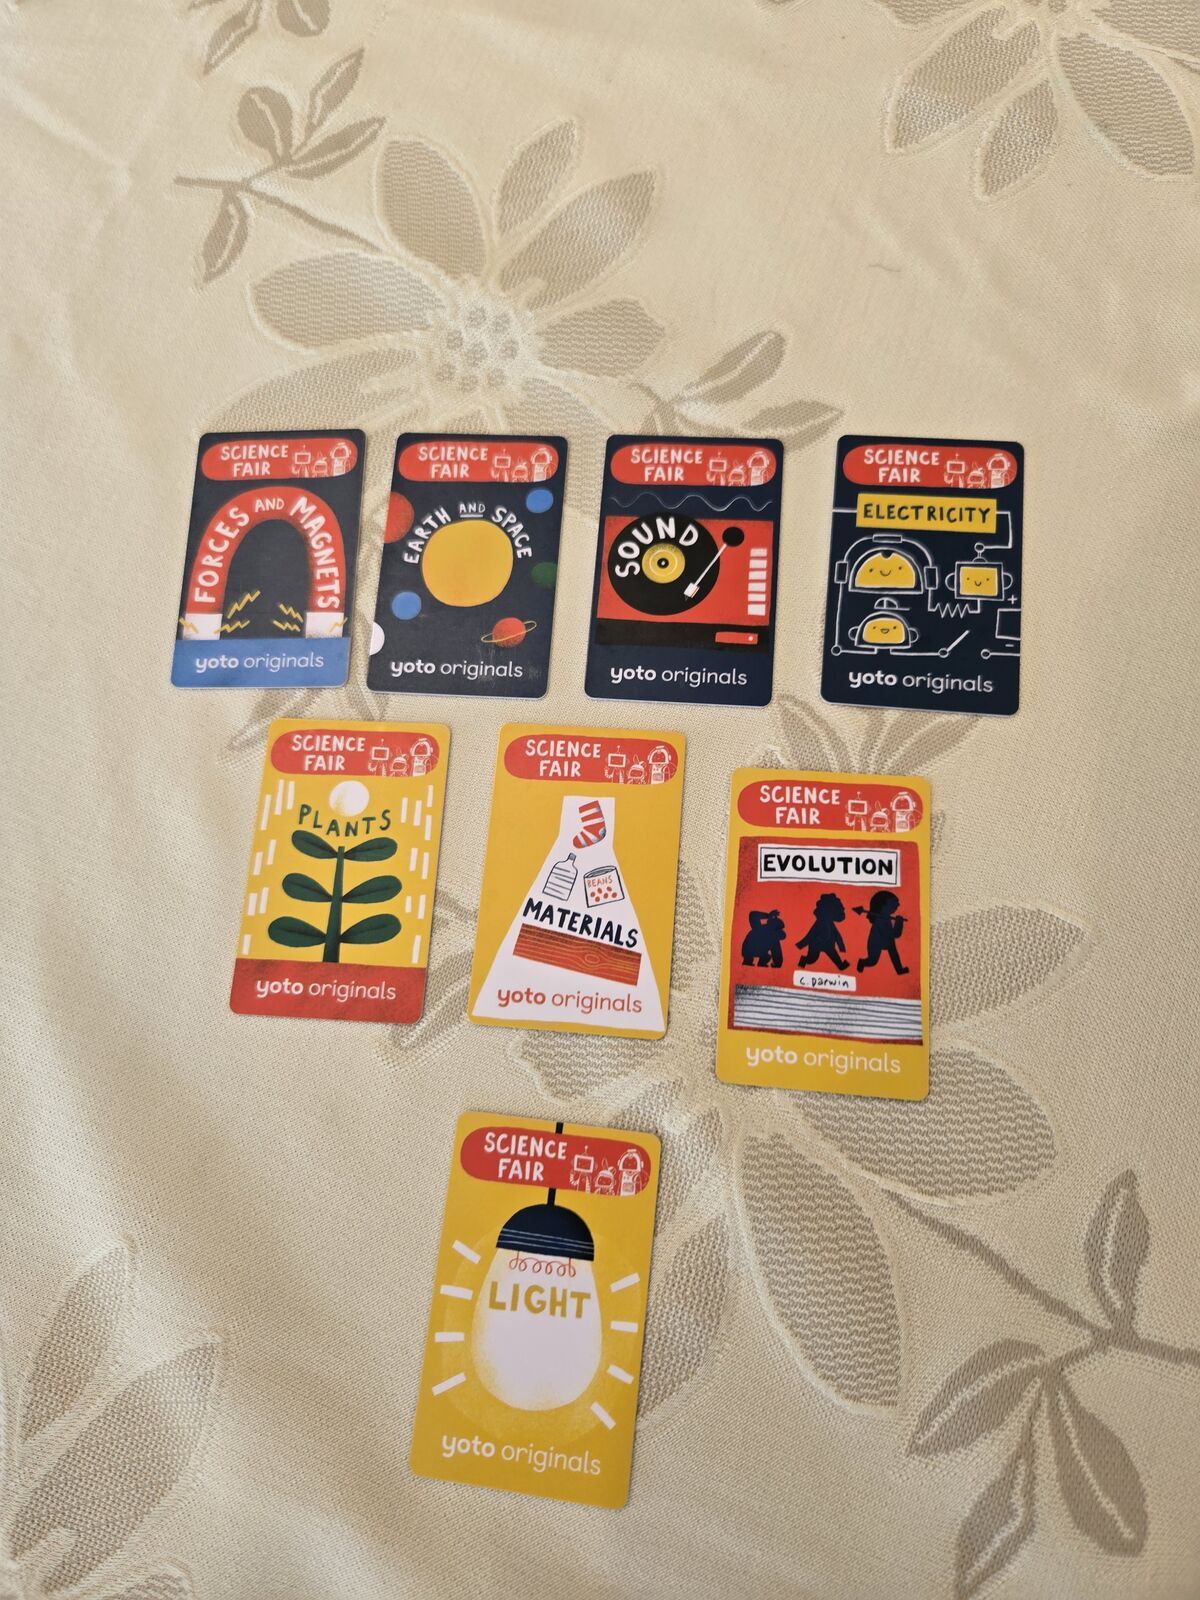 SCIENCE
FAIR
FORCES AND MAGNETS
yoto originals
SCIENCE
FAIR
EARTH AND SPACE
yoto originals
SCIENCE
FAIR
SOUND
yoto originals
SCIENCE
FAIR
ELECTRICITY
yoto originals
SCIENCE
FAIR
PLANTS
yoto originals
SCIENCE
FAIR
BEANS
MATERIALS
yoto originals
SCIENCE
FAIR
EVOLUTION
C. Darwin
yoto originals
SCIENCE
FAIR
LIGHT
yoto originals